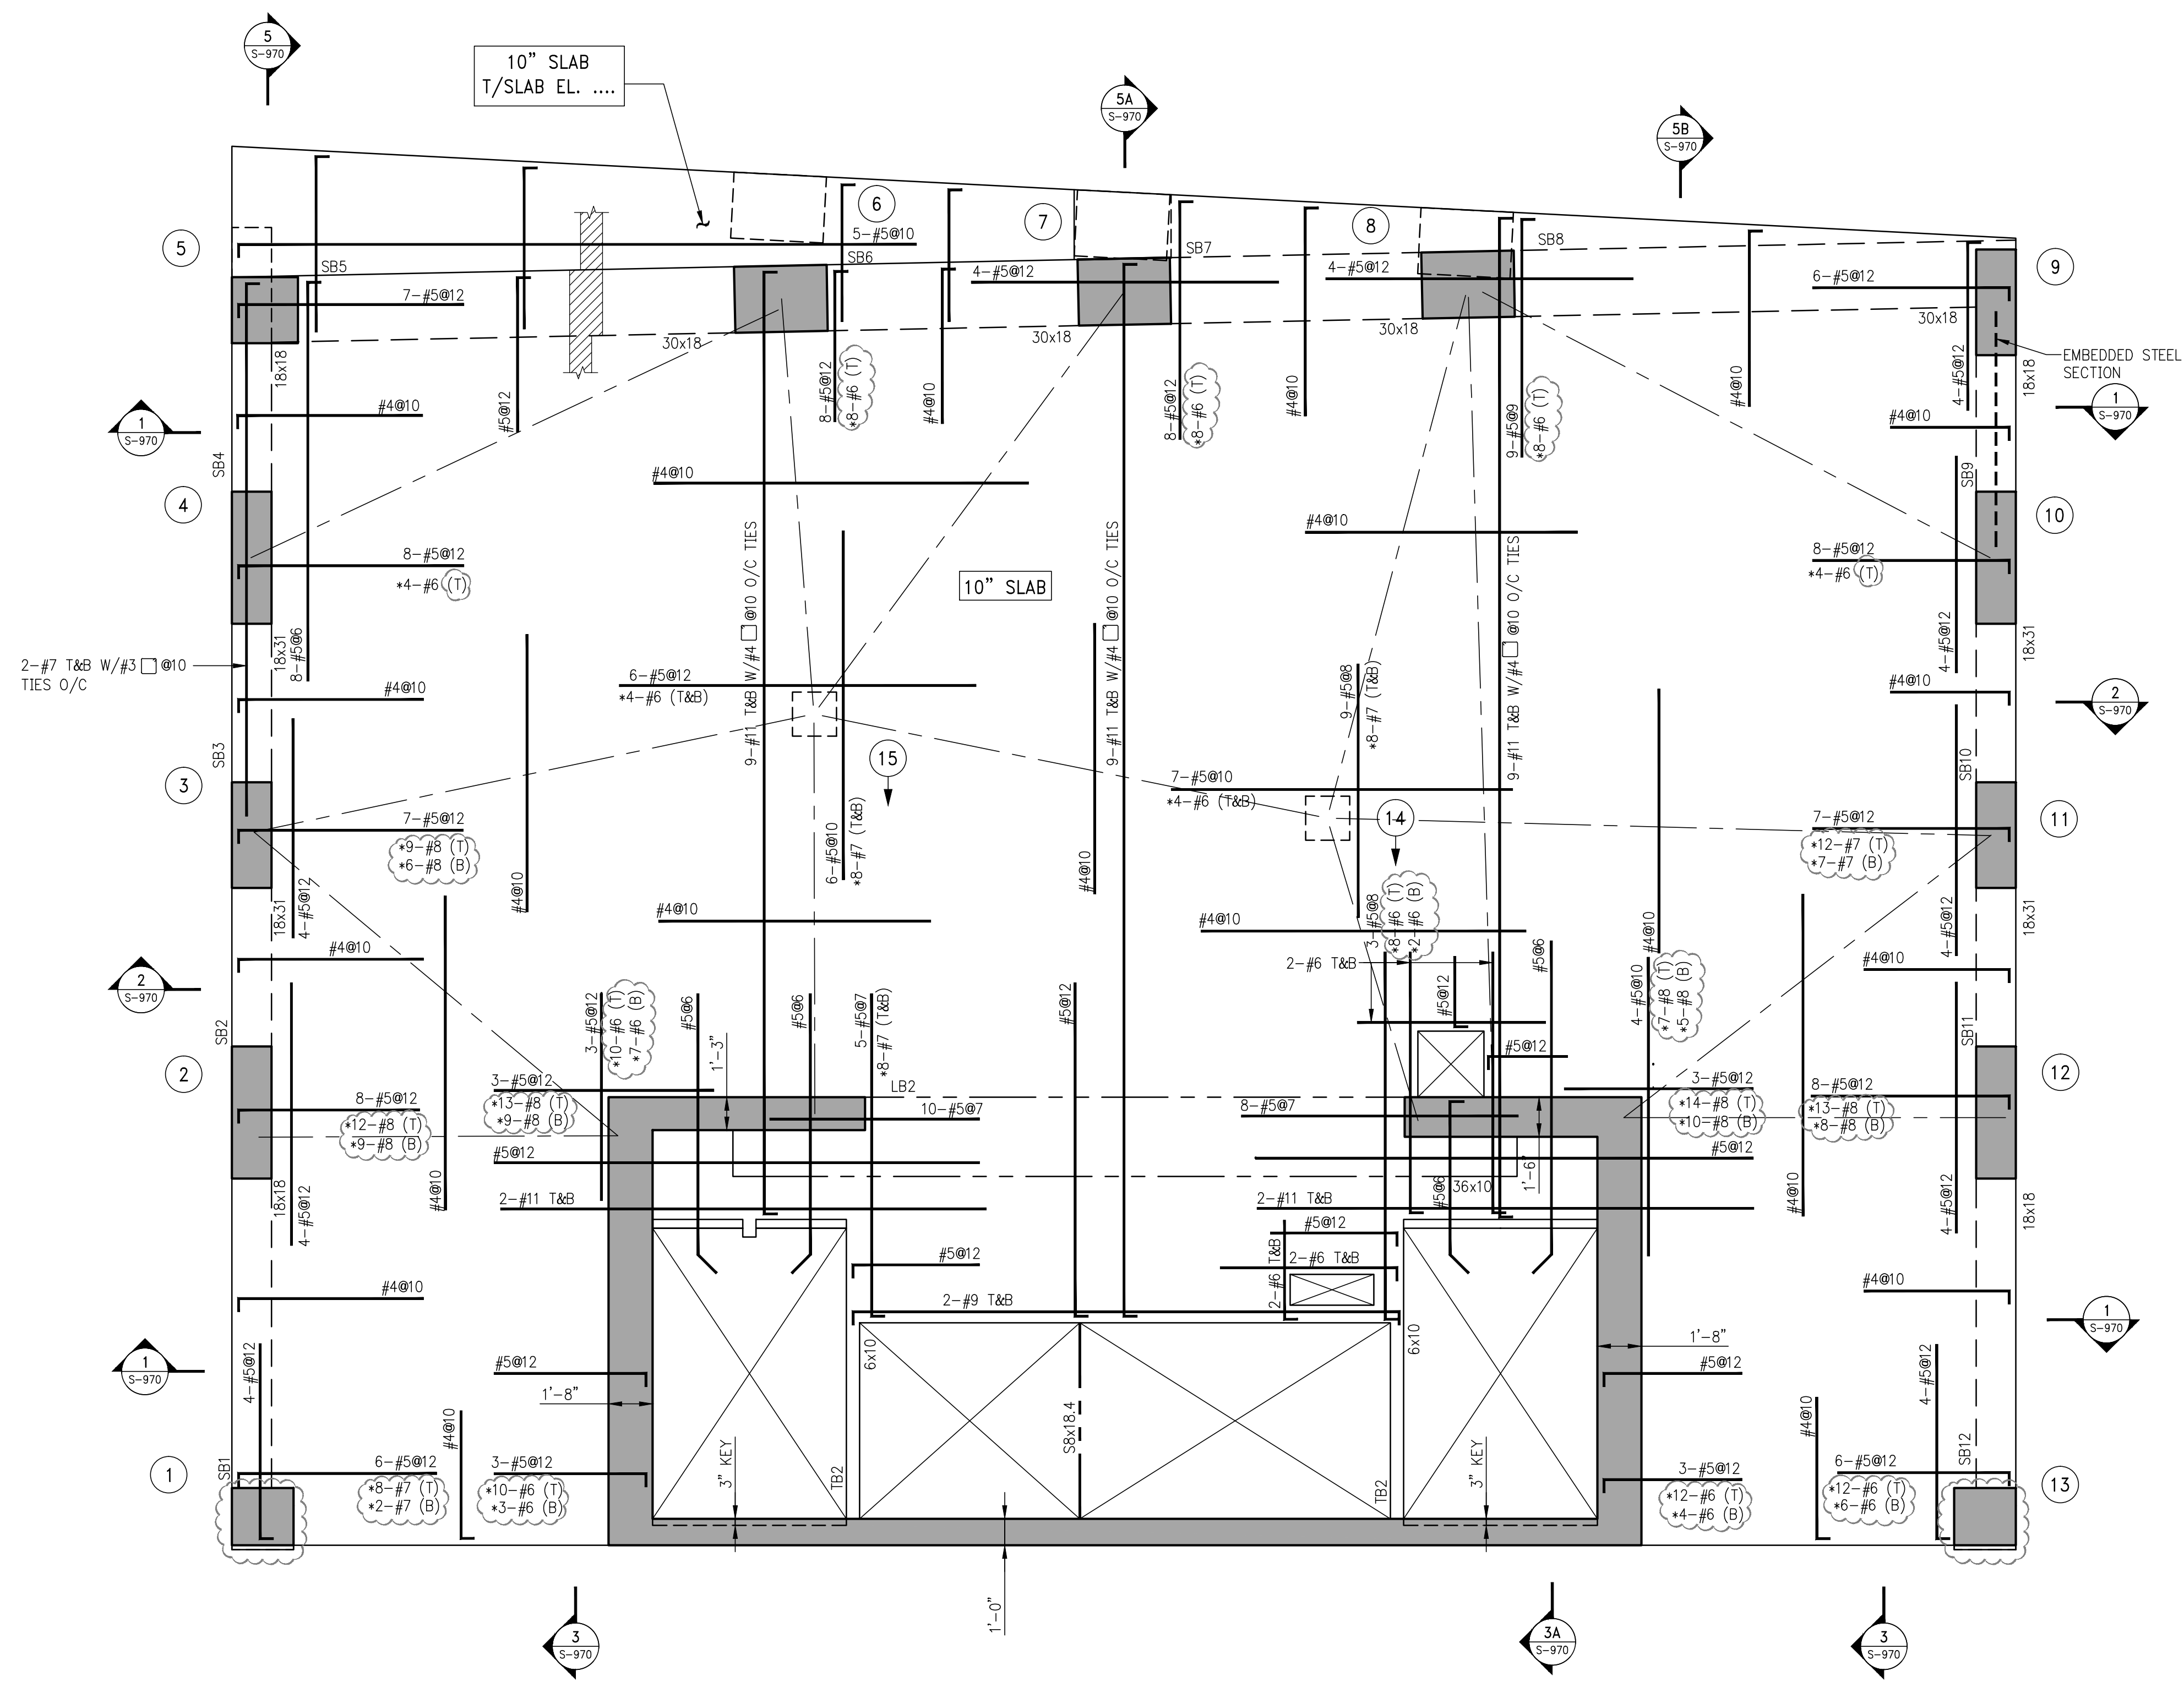 5
S-970
10” SLAB
T/SLAB EL. ....
5A
S-970
5B
S-970
5
6
7
8
9
5-#5@10
SB5
SB6
SB7
SB8
7-#5@12
4-#5@12
4-#5@12
6-#5@12
30x18
30x18
30x18
30x18
18x18
#5@12
8-#5@12
*8-#6 (T)
#4@10
8-#5@12
*8-#6 (T)
#4@10
9-#5@9
*8-#6 (T)
#4@10
4-#5@12
18x18
EMBEDDED STEEL
SECTION
1
S-970
#4@10
#4@10
1
S-970
SB4
4
#4@10
#4@10
SB9
10
8-#5@12
*4-#6 (T)
10” SLAB
8-#5@12
*4-#6 (T)
9-#11 T&B W/#4 @10 O/C TIES
9-#11 T&B W/#4 @10 O/C TIES
9-#11 T&B W/#4 @10 O/C TIES
2-#7 T&B W/#3 @10
TIES O/C
18x31
8-#5@6
4-#5@12
18x31
#4@10
6-#5@12
*4-#6 (T&B)
9-#5@8
*8-#7 (T&B)
#4@10
2
S-970
SB3
3
15
7-#5@10
*4-#6 (T&B)
14
SB10
11
7-#5@12
*9-#8 (T)
*6-#8 (B)
6-#5@10
*8-#7 (T&B)
#4@10
#4@10
7-#5@12
*12-#7 (T)
*7-#7 (B)
18x31
4-#5@12
#4@10
#4@10
3-#5@8
*8-#6 (T)
*2-#6 (B)
#4@10
4-#5@12
18x31
#4@10
2
S-970
2-#6 T&B
#5@12
#5@6
#4@10
SB2
2
3-#5@12
*10-#6 (T)
*7-#6 (B)
#5@6
1’-3”
#5@6
5-#5@7
*8-#7 (T&B)
#5@12
4-#5@10
*7-#8 (T)
*5-#8 (B)
SB11
12
#5@12
8-#5@12
*12-#8 (T)
*9-#8 (B)
3-#5@12
*13-#8 (T)
*9-#8 (B)
LB2
10-#5@7
8-#5@7
3-#5@12
*14-#8 (T)
*10-#8 (B)
8-#5@12
*13-#8 (T)
*8-#8 (B)
#5@12
#5@12
18x18
4-#5@12
#4@10
2-#11 T&B
2-#11 T&B
#5@6
36x10
1’-6”
#4@10
4-#5@12
18x18
#5@12
#5@12
2-#6 T&B
2-#6 T&B
#4@10
2-#9 T&B
#4@10
1
S-970
1
S-970
4-#5@12
#5@12
1’-8”
6x10
6x10
1’-8”
#5@12
4-#5@12
S8x18.4
1
SB1
6-#5@12
*8-#7 (T)
*2-#7 (B)
#4@10
3-#5@12
*10-#6 (T)
*3-#6 (B)
3” KEY
TB2
TB2
3” KEY
3-#5@12
*12-#6 (T)
*4-#6 (B)
#4@10
6-#5@12
*12-#6 (T)
*6-#6 (B)
SB12
13
1’-0”
3
S-970
3A
S-970
3
S-970